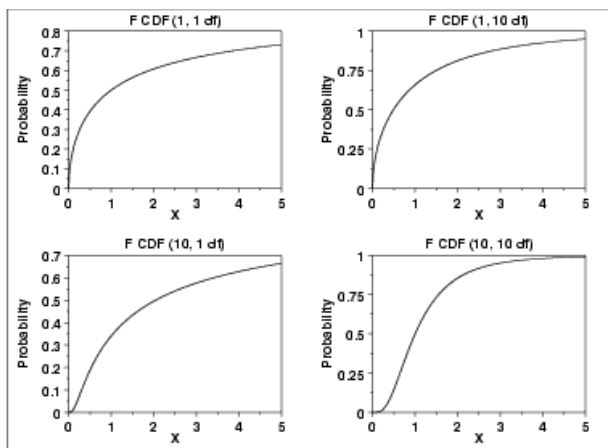 F CDF (1, 1 df)
Probability
0.8
0.7
0.6
0.5
0.4
0.3
0.2
0.1
0
0 1 2 3 4 5
X
F CDF (1, 10 df)
Probability
1
0.75
0.5
0.25
0
0 1 2 3 4 5
X
F CDF (10, 1 df)
Probability
0.7
0.6
0.5
0.4
0.3
0.2
0.1
0
0 1 2 3 4 5
X
F CDF (10, 10 df)
Probability
1
0.75
0.5
0.25
0
0 1 2 3 4 5
X